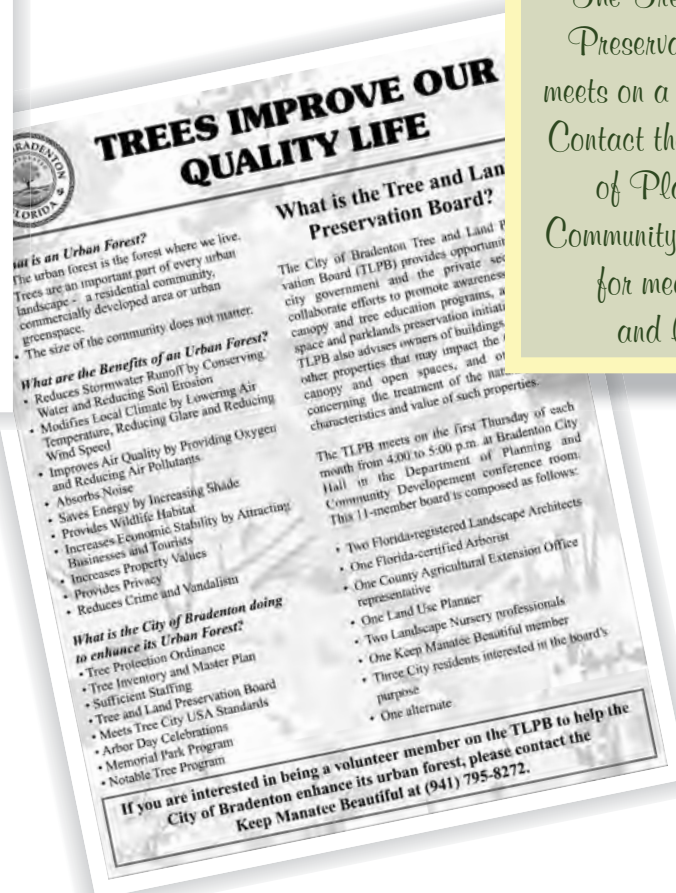 TREES IMPROVE OUR
QUALITY LIFE
BRADENTON
FLORIDA
is an Urban Forest?
The urban forest is the forest where we live.
Trees are an important part of every urban
landscape - a residential community,
commercially developed area or urban
greenspace.
• The size of the community does not matter.
What are the Benefits of an Urban Forest?
• Reduces Stormwater Runoff by Conserving
Water and Reducing Soil Erosion
• Modifies Local Climate by Lowering Air
Temperature, Reducing Glare and Reducing
Wind Speed
• Improves Air Quality by Providing Oxygen
and Reducing Air Pollutants
• Absorbs Noise
• Saves Energy by Increasing Shade
• Provides Wildlife Habitat
• Increases Economic Stability by Attracting
Businesses and Tourists
• Increases Property Values
• Provides Privacy
• Reduces Crime and Vandalism
What is the City of Bradenton doing
to enhance its Urban Forest?
• Tree Protection Ordinance
• Tree Inventory and Master Plan
• Sufficient Staffing
• Tree and Land Preservation Board
• Meets Tree City USA Standards
• Arbor Day Celebrations
• Memorial Park Program
• Notable Tree Program
What is the Tree and Lan
Preservation Board?
The City of Bradenton Tree and Land P
vation Board (TLPB) provides opportunit
city government and the private sec
collaborate efforts to promote awareness
canopy and tree education programs, a
space and parklands preservation initiati
TLPB also advises owners of buildings
other properties that may impact the
canopy and open spaces, and of
concerning the treatment of the nat
characteristics and value of such properties.
The TLPB meets on the first Thursday of each
month from 4:00 to 5:00 p.m. at Bradenton City
Hall in the Department of Planning and
Community Developement conference room.
This 11-member board is composed as follows:
• Two Florida-registered Landscape Architects
• One Florida-certified Arborist
• One County Agricultural Extension Office
representative
• One Land Use Planner
• Two Landscape Nursery professionals
• One Keep Manatee Beautiful member
• Three City residents interested in the board's
purpose
• One alternate
If you are interested in being a volunteer member on the TLPB to help the
City of Bradenton enhance its urban forest, please contact the
Keep Manatee Beautiful at (941) 795-8272.
The Tre
Preserva
meets on a
Contact th
of Pla
Community
for mee
and l